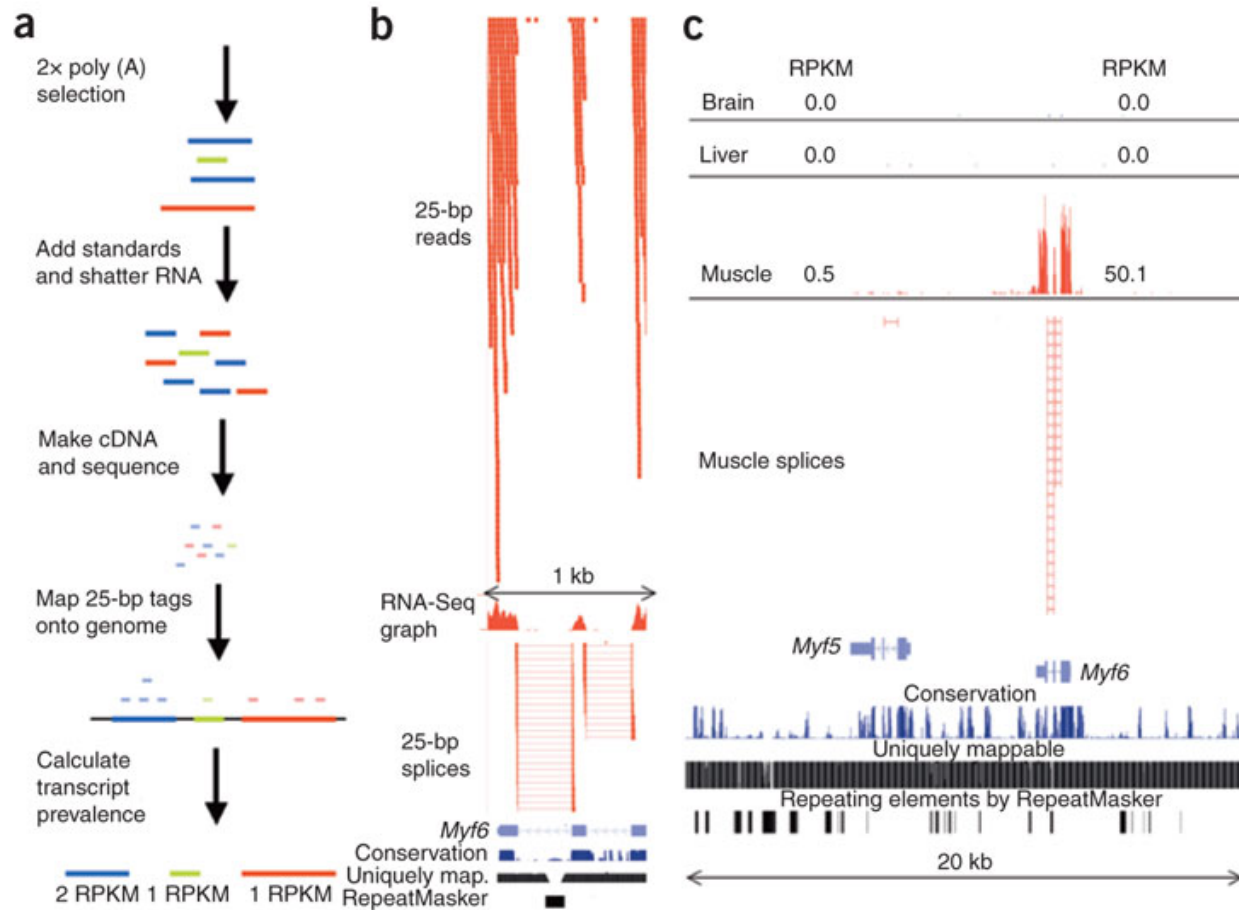 a
2× poly (A)
selection
Add standards
and shatter RNA
Make cDNA
and sequence
Map 25-bp tags
onto genome
Calculate
transcript
prevalence
2 RPKM 1 RPKM 1 RPKM
b
25-bp
reads
1 kb
RNA-Seq
graph
25-bp
splices
Myf6
Conservation
Uniquely map.
RepeatMasker
c
RPKM RPKM
Brain 0.0 0.0
Liver 0.0 0.0
Muscle 0.5 50.1
Muscle splices
Myf5
Myf6
Conservation
Uniquely mappable
Repeating elements by RepeatMasker
20 kb